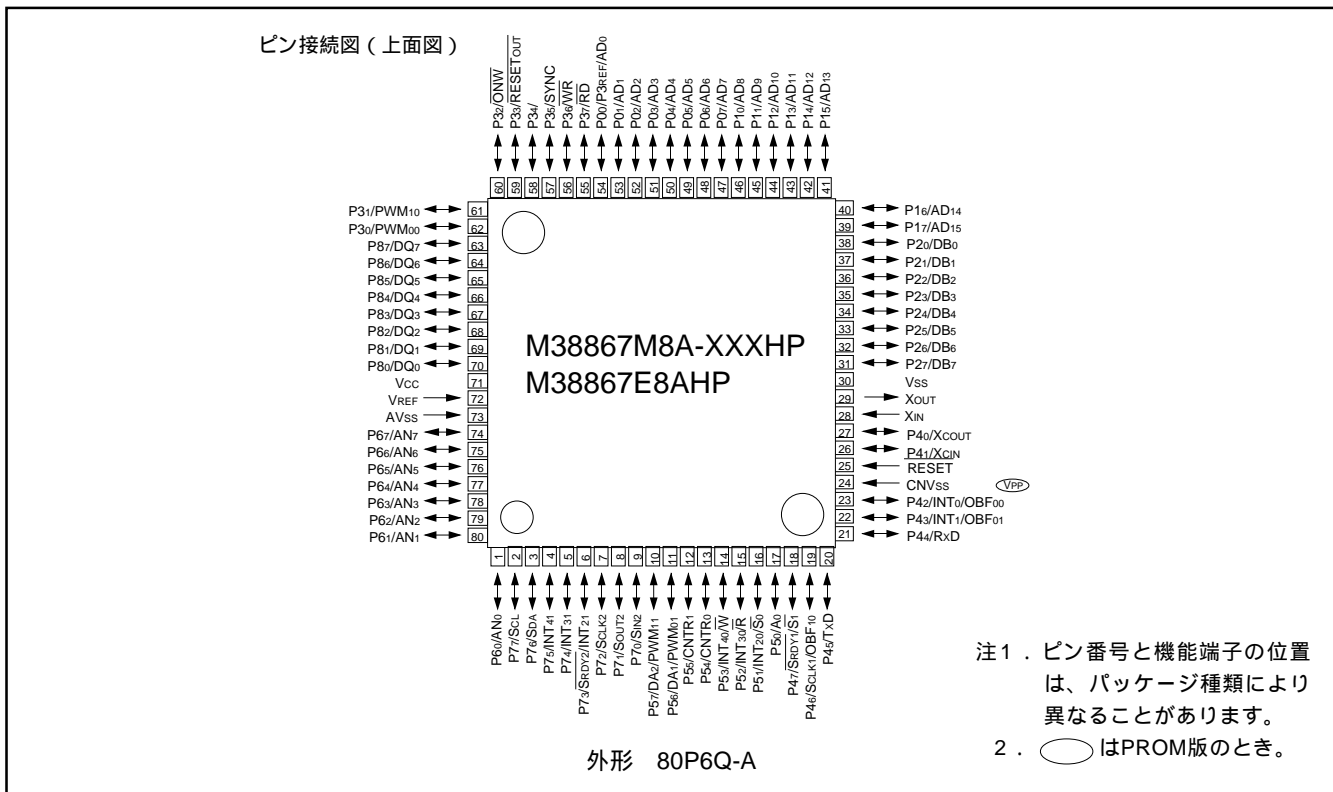 ピン接続図 ( 上面図 )
P32/ONW
P33/RESETOUT
P34/
P35/SYNC
P36/WR
P37/RD
P00/P3REF/AD0
P01/AD1
P02/AD2
P03/AD3
P04/AD4
P05/AD5
P06/AD6
P07/AD7
P10/AD8
P11/AD9
P12/AD10
P13/AD11
P14/AD12
P15/AD13
60 59 58 57 56 55 54 53 52 51 50 49 48 47 46 45 44 43 42 41
P31/PWM10 61
P30/PWM00 62
P87/DQ7 63
P86/DQ6 64
P85/DQ5 65
P84/DQ4 66
P83/DQ3 67
P82/DQ2 68
P81/DQ1 69
P80/DQ0 70
VCC 71
VREF 72
AVSS 73
P67/AN7 74
P66/AN6 75
P65/AN5 76
P64/AN4 77
P63/AN3 78
P62/AN2 79
P61/AN1 80
M38867M8A-XXXHP
M38867E8AHP
40 P16/AD14
39 P17/AD15
38 P20/DB0
37 P21/DB1
36 P22/DB2
35 P23/DB3
34 P24/DB4
33 P25/DB5
32 P26/DB6
31 P27/DB7
30 VSS
29 XOUT
28 XIN
27 P40/XCOUT
26 P41/XCIN
25 RESET
24 CNVSS VPP
23 P42/INT0/OBF00
22 P43/INT1/OBF01
21 P44/RXD
1 2 3 4 5 6 7 8 9 10 11 12 13 14 15 16 17 18 19 20
P60/AN0
P77/SCL
P76/SDA
P75/INT41
P74/INT31
P73/SRDY2/INT21
P72/SCLK2
P71/SOUT2
P70/SIN2
P57/DA2/PWM11
P56/DA1/PWM01
P55/CNTR1
P54/CNTR0
P53/INT40/W
P52/INT30/R
P51/INT20/S0
P50/A0
P47/SRDY1/S1
P46/SCLK1/OBF10
P45/TXD
外形 80P6Q-A
注1 . ピン番号と機能端子の位置
は、パッケージ種類により
異なることがあります。
2 . はPROM版のとき。